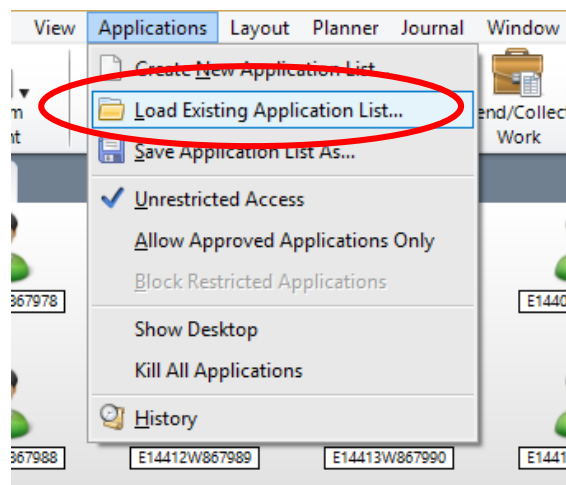 View Applications Layout Planner Journal Window
Create New Application List...
Load Existing Application List...
Save Application List As...
end/Collec
Work
Unrestricted Access
Allow Approved Applications Only
Block Restricted Applications
Show Desktop
Kill All Applications
History
867978
E1440
867988
E14412W867989
E14413W867990
E1441